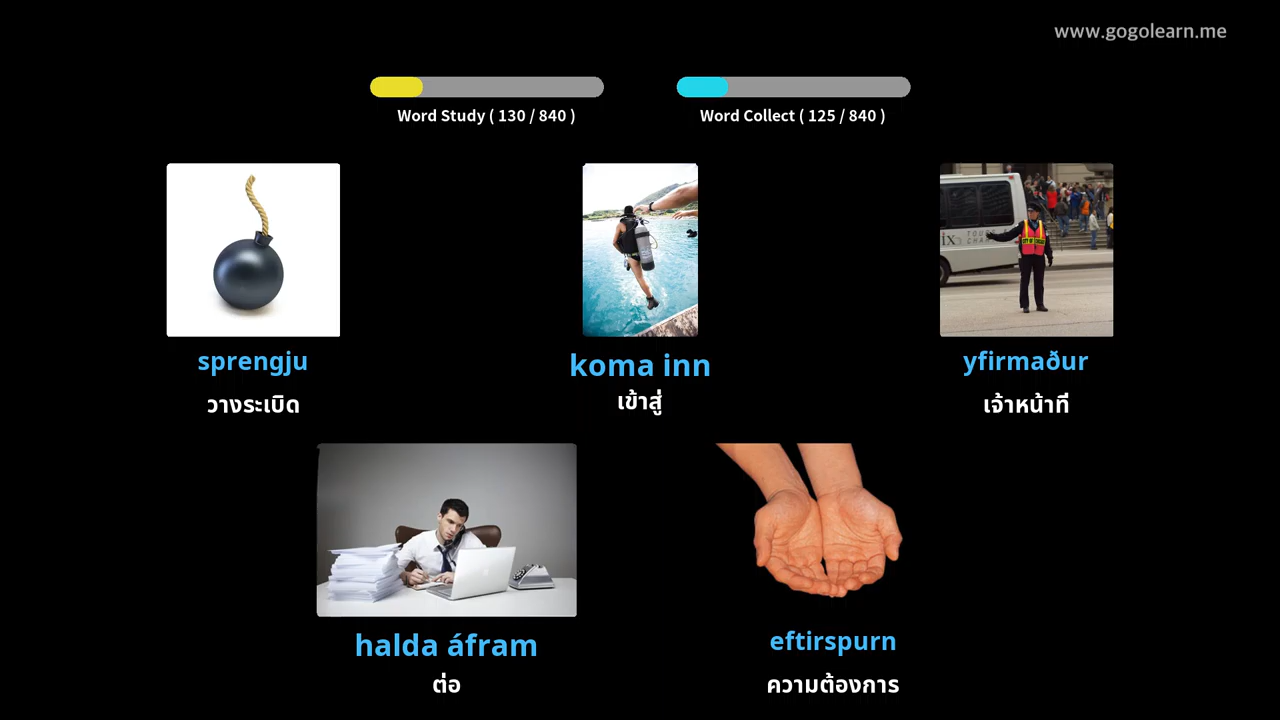 www.gogolearn.me
Word Study ( 130 / 840 )
Word Collect ( 125 / 840 )
sprengju
วางระเบิด
koma inn
เข้าสู่
yfirmaður
เจ้าหน้าที่
halda áfram
ต่อ
eftirspurn
ความต้องการ